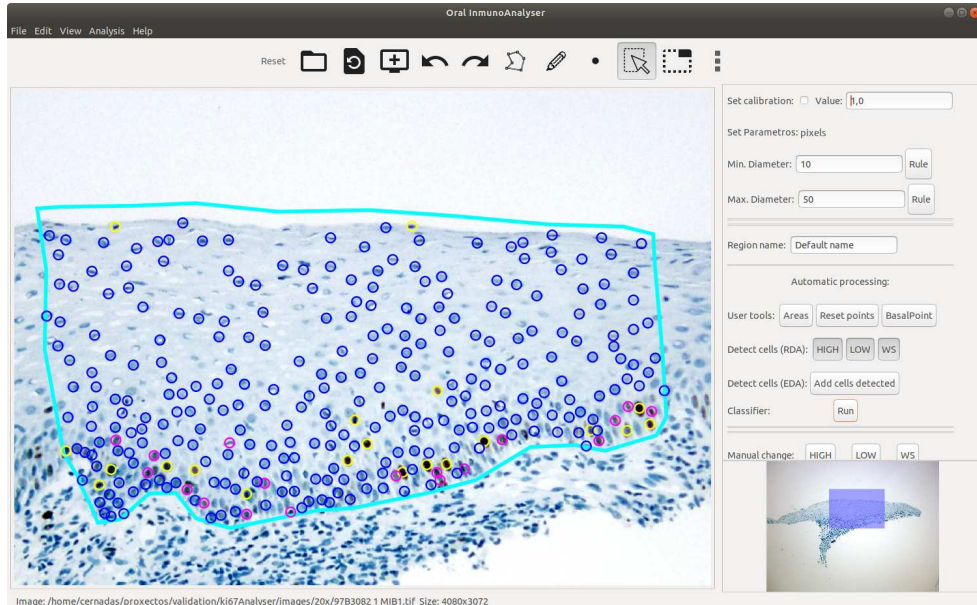 Oral InmunoAnalyser
File Edit View Analysis Help
Reset
Set calibration: Value: 1,0
Set Parametros: pixels
Min. Diameter: 10 Rule
Max. Diameter: 50 Rule
Region name: Default name
Automatic processing:
User tools: Areas Reset points BasalPoint
Detect cells (RDA): HIGH LOW WS
Detect cells (EDA): Add cells detected
Classifier: Run
Manual change: HIGH LOW WS
Image: /home/cernadas/proxectos/validation/ki67Analyser/images/20x/97B3082 1 MIB1.tif Size: 4080x3072